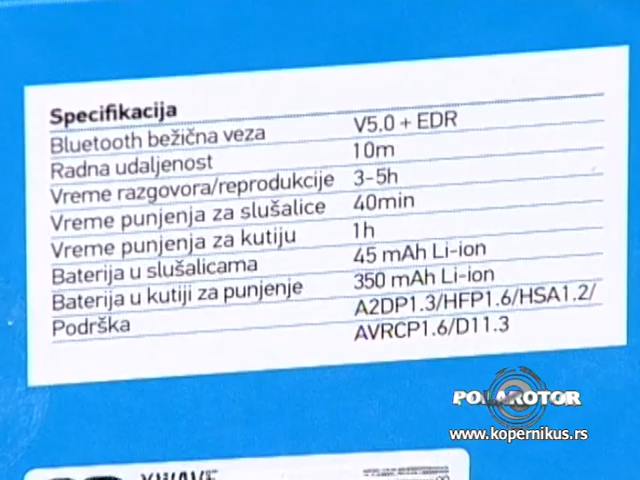 Specifikacija
Bluetooth bežična veza V5.0 + EDR
Radna udaljenost 10m
Vreme razgovora/reprodukcije 3-5h
Vreme punjenja za slušalice 40min
Vreme punjenja za kutiju 1h
Baterija u slušalicama 45 mAh Li-ion
Baterija u kutiji za punjenje 350 mAh Li-ion
Podrška A2DP1.3/HFP1.6/HSA1.2/
AVRCP1.6/D11.3
POLAROTOR
www.kopernikus.rs
XWAVE